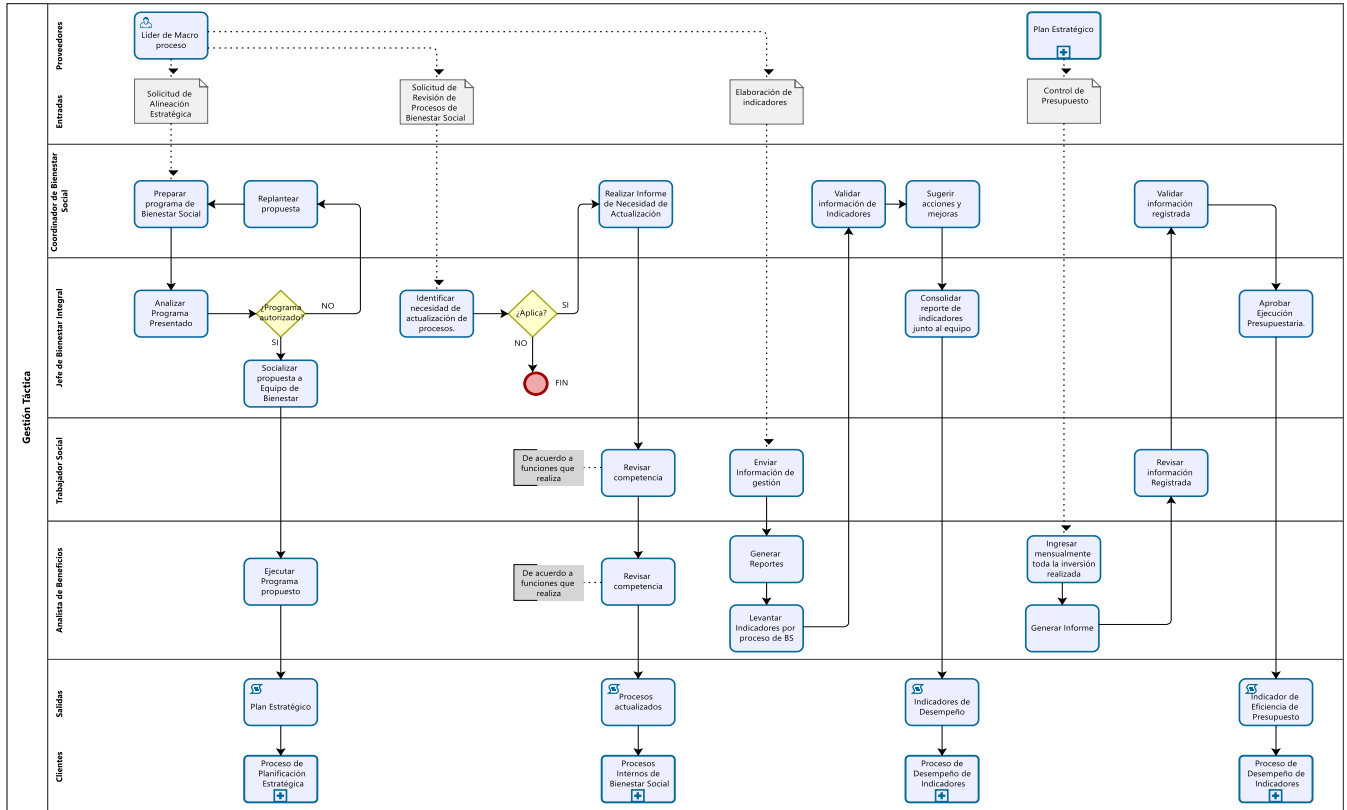 Gestión Táctica
Proveedores
Líder de Macro
proceso
Plan Estratégico
Entradas
Solicitud de
Alineación
Estratégica
Solicitud de
Revisión de
Procesos de
Bienestar Social
Elaboración de
indicadores
Control de
Presupuesto
Coordinador de Bienestar
Social
Preparar
programa de
Bienestar Social
Replantear
propuesta
Realizar Informe
de Necesidad de
Actualización
Validar
información de
Indicadores
Sugerir
acciones y
mejoras
Validar
información
registrada
Jefe de Bienestar Integral
Analizar
Programa
Presentado
¿Programa
autorizado?
NO
SI
Socializar
propuesta a
Equipo de
Bienestar
Identificar
necesidad de
actualización de
procesos.
¿Aplica?
SI
NO
FIN
Consolidar
reporte de
indicadores
junto al equipo
Aprobar
Ejecución
Presupuestaria.
Trabajador Social
De acuerdo a
funciones que
realiza
Revisar
competencia
Enviar
Información de
gestión
Revisar
información
Registrada
Analista de Beneficios
Ejecutar
Programa
propuesto
De acuerdo a
funciones que
realiza
Revisar
competencia
Generar
Reportes
Levantar
Indicadores por
proceso de BS
Ingresar
mensualmente
toda la inversión
realizada
Generar Informe
Salidas
Plan Estratégico
Procesos
actualizados
Indicadores de
Desempeño
Indicador de
Eficiencia de
Presupuesto
Clientes
Proceso de
Planificación
Estratégica
Procesos
Internos de
Bienestar Social
Proceso de
Desempeño de
Indicadores
Proceso de
Desempeño de
Indicadores